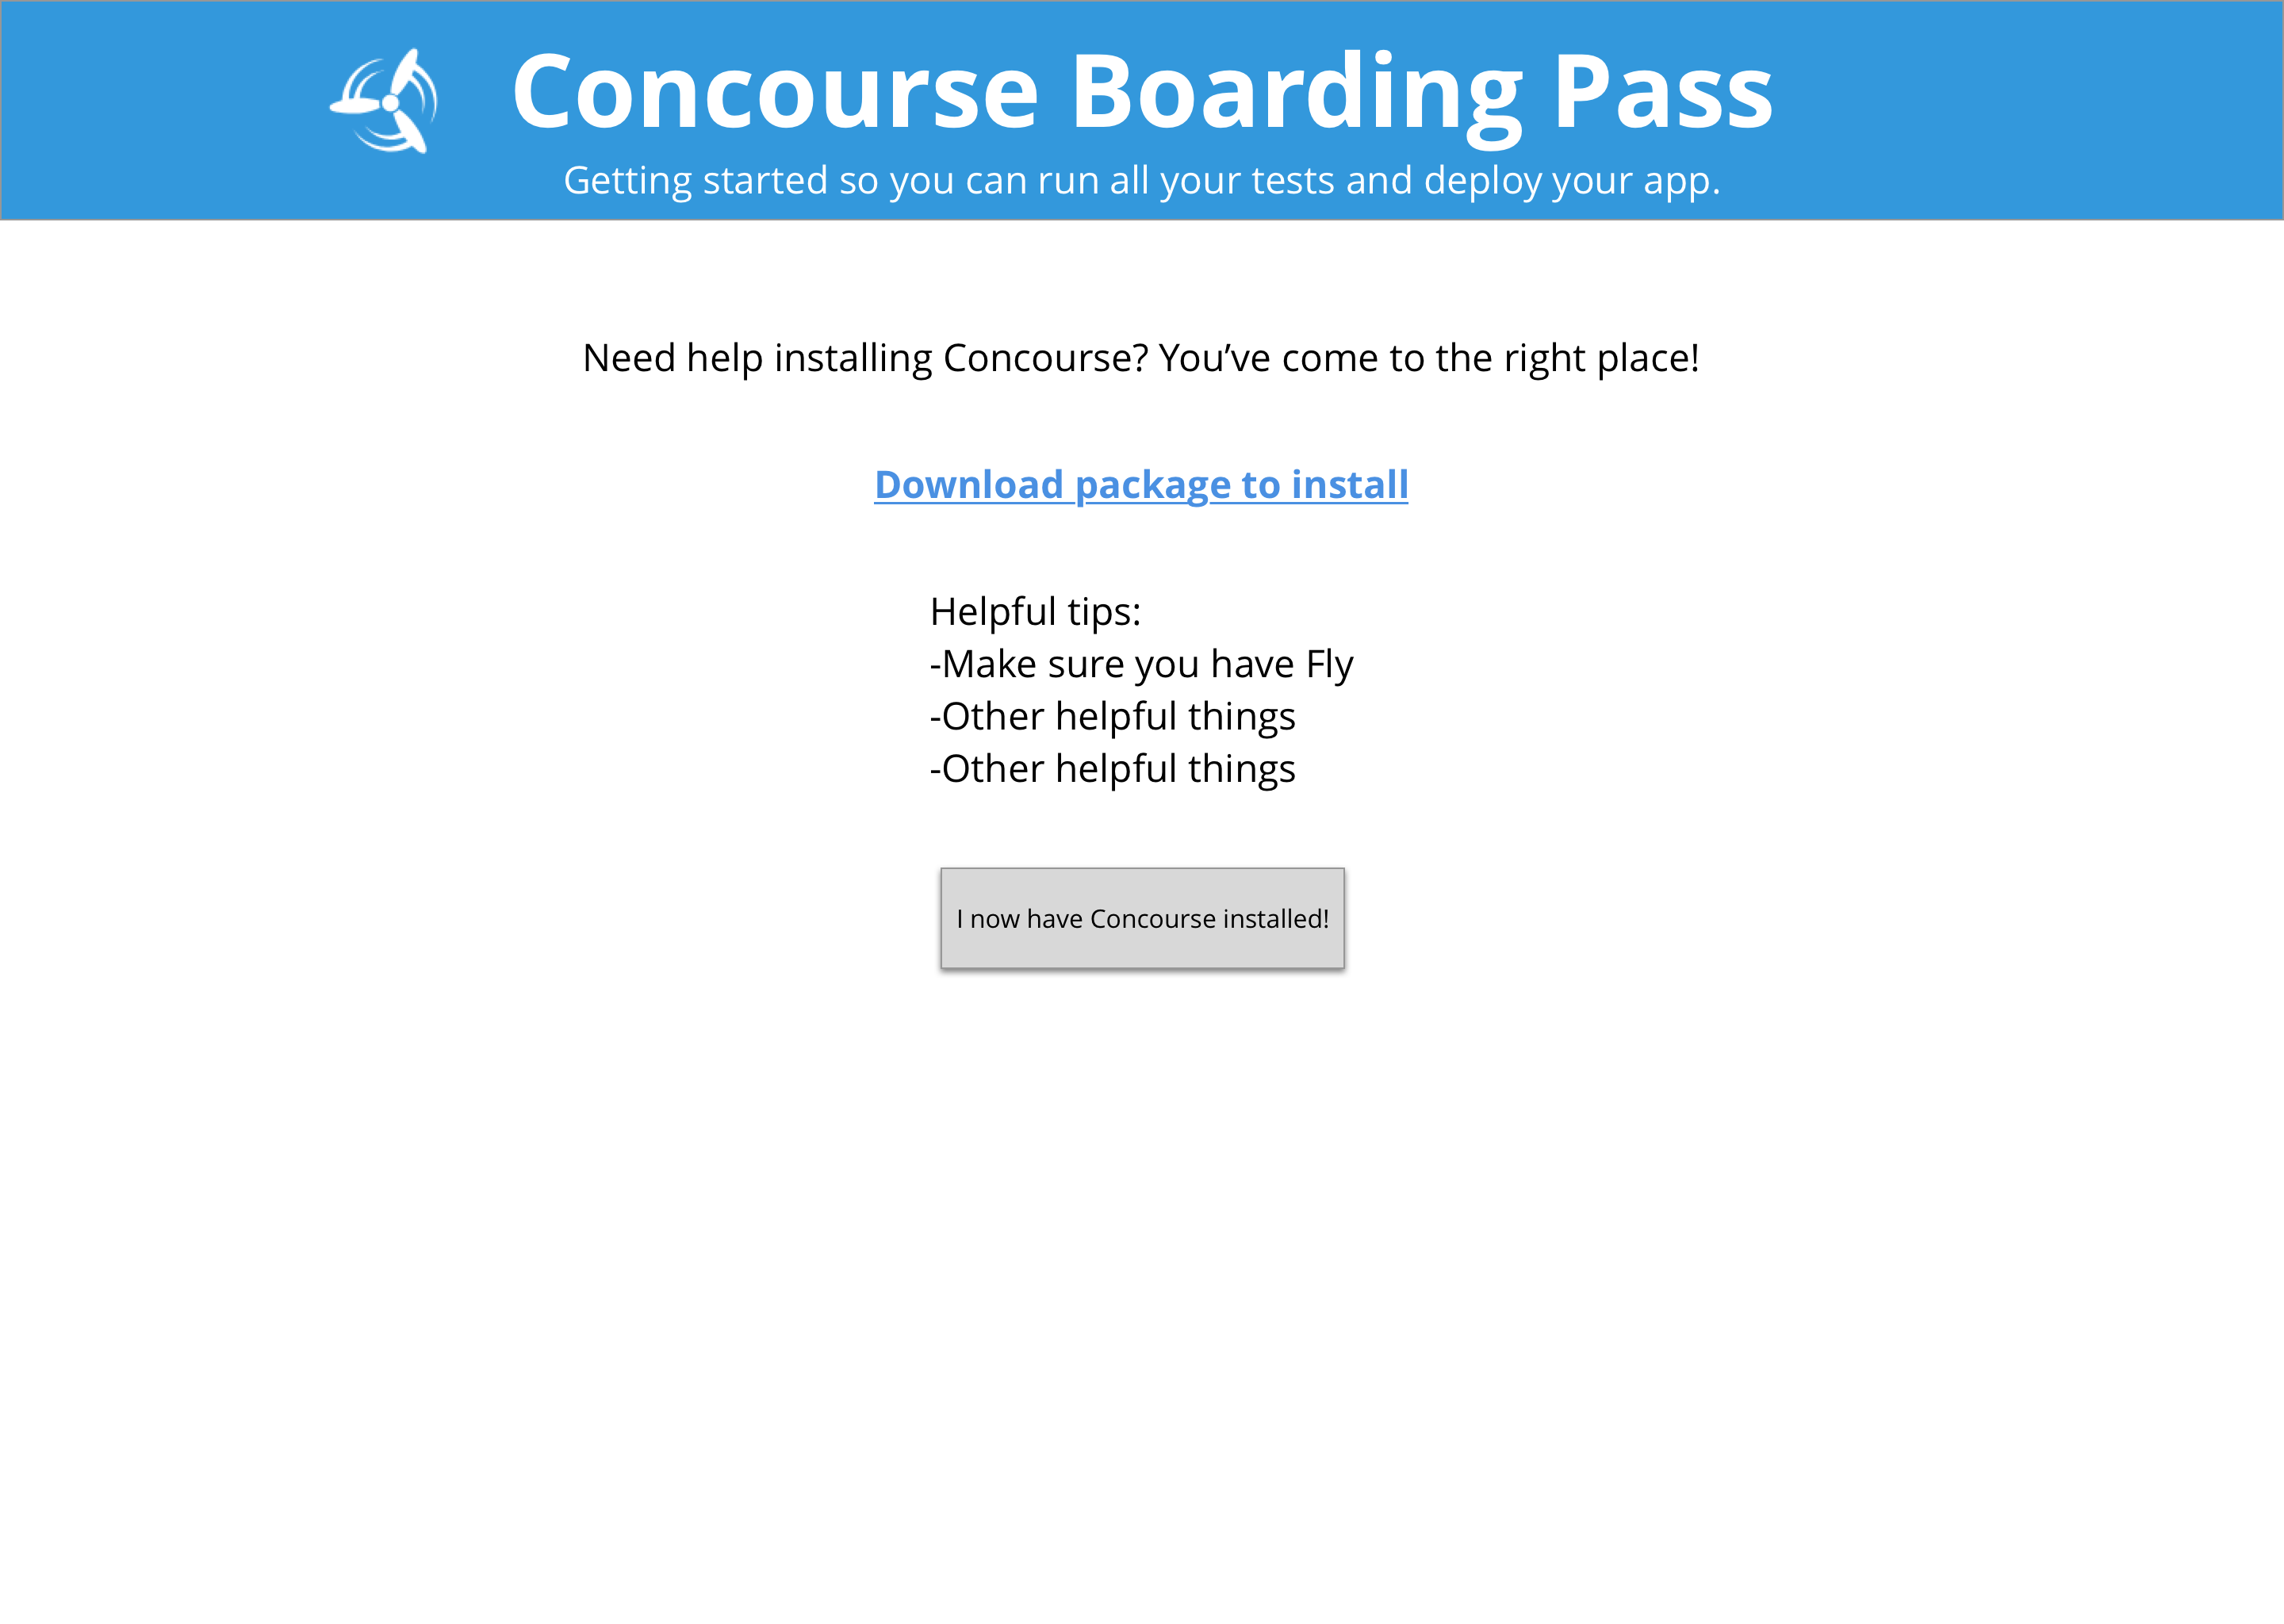 Concourse Boarding Pass
Getting started so you can run all your tests and deploy your app.
Need help installing Concourse? You’ve come to the right place!
Download package to install
Helpful tips:
-Make sure you have Fly
-Other helpful things
-Other helpful things
I now have Concourse installed!